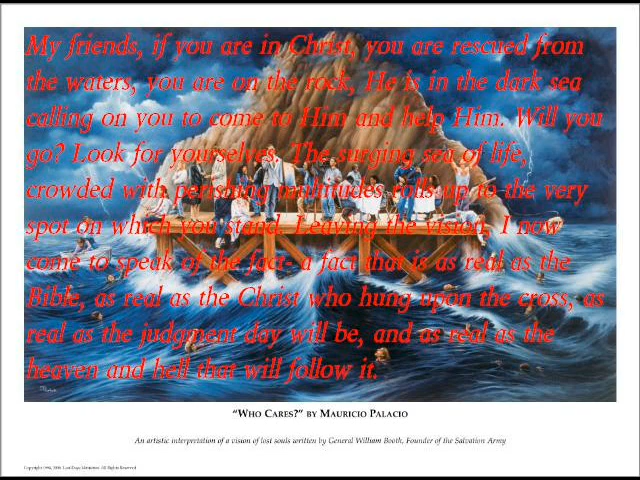 My friends, if you are in Christ, you are rescued from
the waters, you are on the rock, He is in the dark sea
calling on you to come to Him and help Him. Will you
go? Look for yourselves. The surging sea of life,
crowded with perishing multitudes rolls up to the very
spot on which you stand. Leaving the vision, I now
come to speak of the fact- a fact that is as real as the
Bible, as real as the Christ who hung upon the cross, as
real as the judgment day will be, and as real as the
heaven and hell that will follow it.
"Who Cares?" by Mauricio Palacio
An artistic interpretation of a vision of lost souls written by General William Booth, Founder of the Salvation Army
Copyright All Rights Reserved